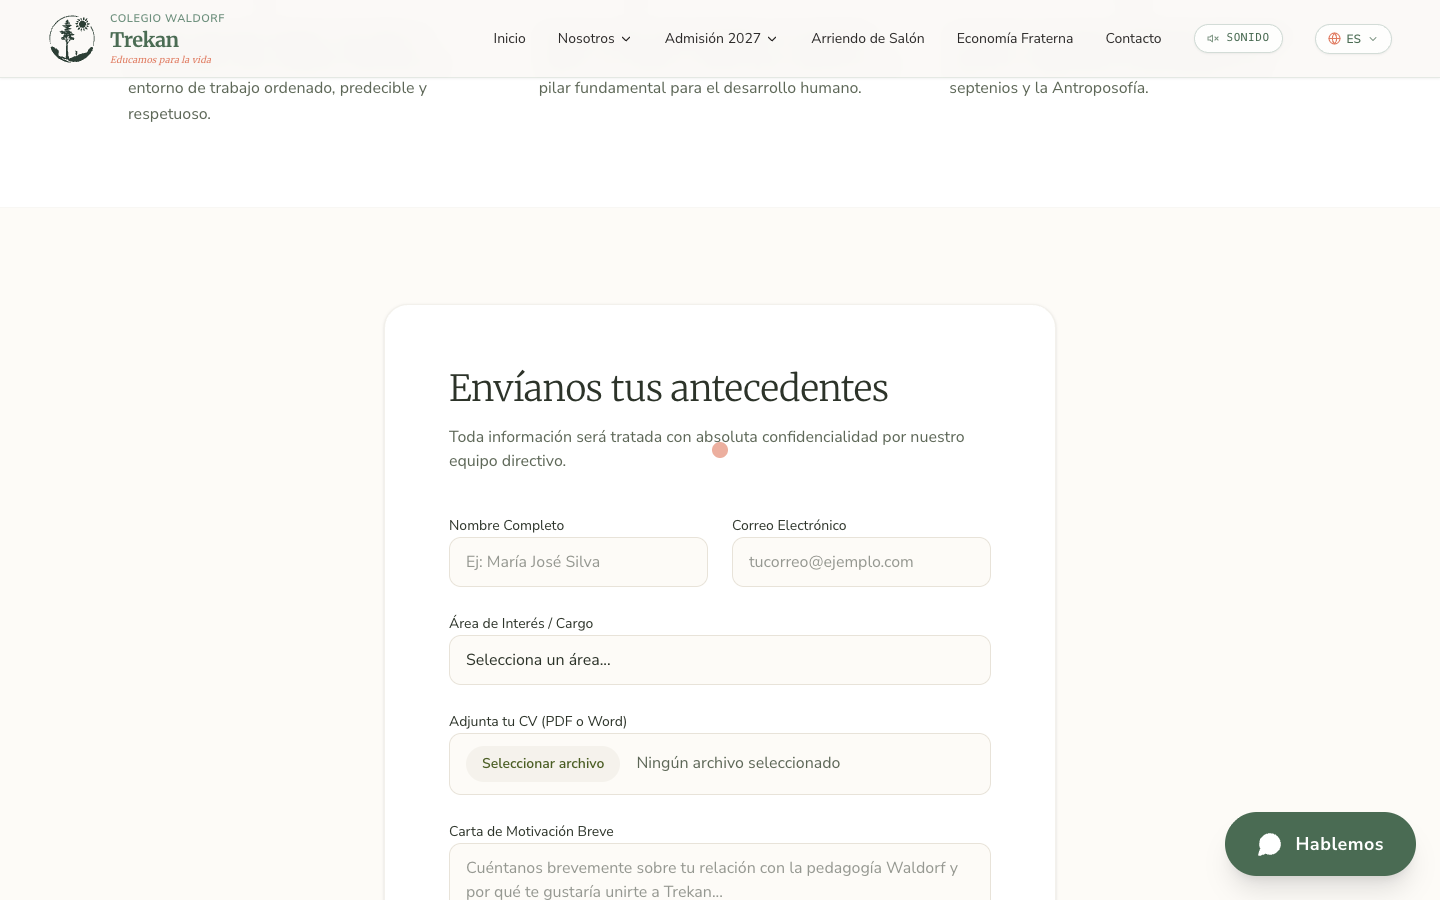 COLEGIO WALDORF
Trekan
Educamos para la vida
Inicio
Nosotros
Admisión 2027
Arriendo de Salón
Economía Fraterna
Contacto
SONIDO
ES
entorno de trabajo ordenado, predecible y
respetuoso.
pilar fundamental para el desarrollo humano.
septenios y la Antroposofía.
Envíanos tus antecedentes
Toda información será tratada con absoluta confidencialidad por nuestro
equipo directivo.
Nombre Completo
Ej: María José Silva
Correo Electrónico
tucorreo@ejemplo.com
Área de Interés / Cargo
Selecciona un área...
Adjunta tu CV (PDF o Word)
Seleccionar archivo
Ningún archivo seleccionado
Carta de Motivación Breve
Cuéntanos brevemente sobre tu relación con la pedagogía Waldorf y
por qué te gustaría unirte a Trekan...
Hablemos